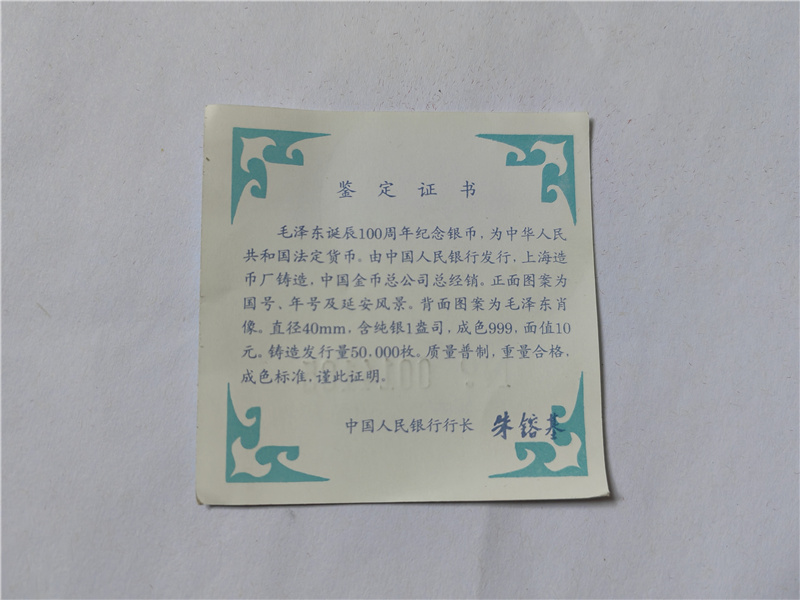 鉴定证书
毛泽东诞辰100周年纪念银币，为中华人民
共和国法定货币。由中国人民银行发行，上海造
币厂铸造，中国金币总公司总经销。正面图案为
国号、年号及延安风景。背面图案为毛泽东肖
像。直径40mm，含纯银1盎司，成色999，面值10
元。铸造发行量50,000枚。质量普制，重量合格，
成色标准，谨此证明。
中国人民银行行长 朱镕基